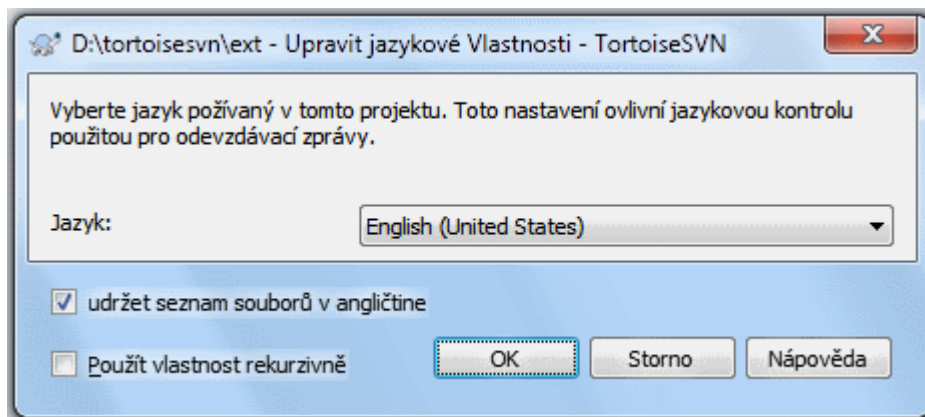 D:\tortoisesvn\ext - Upravit jazykové Vlastnosti - TortoiseSVN
Vyberte jazyk požívaný v tomto projektu. Toto nastavení ovlivní jazykovou kontrolu
použitou pro odevzdávací zprávy.
Jazyk:
English (United States)
udržet seznam souborů v angličtine
Použít vlastnost rekurzivně
OK
Storno
Nápověda